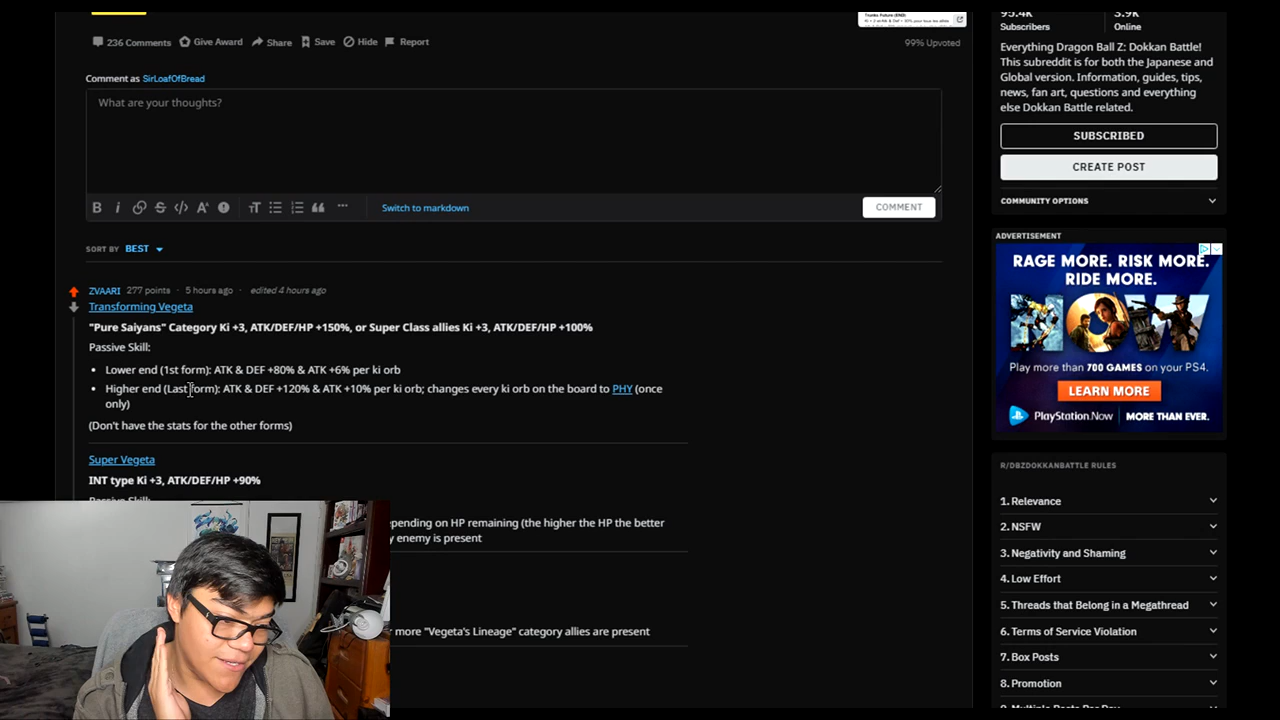 95.4K 3.9K
Subscribers Online
236 Comments Give Award Share Save Hide Report 99% Upvoted
Everything Dragon Ball Z: Dokkan Battle!
This subreddit is for both the Japanese and
Global version. Information, guides, tips,
news, fan art, questions and everything
else Dokkan Battle related.
SUBSCRIBED
CREATE POST
COMMUNITY OPTIONS
Comment as SirLoafOfBread
What are your thoughts?
B i S </> A T
Switch to markdown
COMMENT
SORT BY BEST
ZVAARI 277 points · 5 hours ago · edited 4 hours ago
Transforming Vegeta
"Pure Saiyans" Category Ki +3, ATK/DEF/HP +150%, or Super Class allies Ki +3, ATK/DEF/HP +100%
Passive Skill:
• Lower end (1st form): ATK & DEF +80% & ATK +6% per ki orb
• Higher end (Last form): ATK & DEF +120% & ATK +10% per ki orb; changes every ki orb on the board to PHY (once
only)
(Don't have the stats for the other forms)
Super Vegeta
INT type Ki +3, ATK/DEF/HP +90%
Passive Skill:
pending on HP remaining (the higher the HP the better
y enemy is present
more "Vegeta's Lineage" category allies are present
ADVERTISEMENT
RAGE MORE. RISK MORE.
RIDE MORE.
NOW
Play more than 700 GAMES on your PS4.
LEARN MORE
PlayStation.Now MORE THAN EVER.
R/DBZDOKKANBATTLE RULES
1. Relevance
2. NSFW
3. Negativity and Shaming
4. Low Effort
5. Threads that Belong in a Megathread
6. Terms of Service Violation
7. Box Posts
8. Promotion